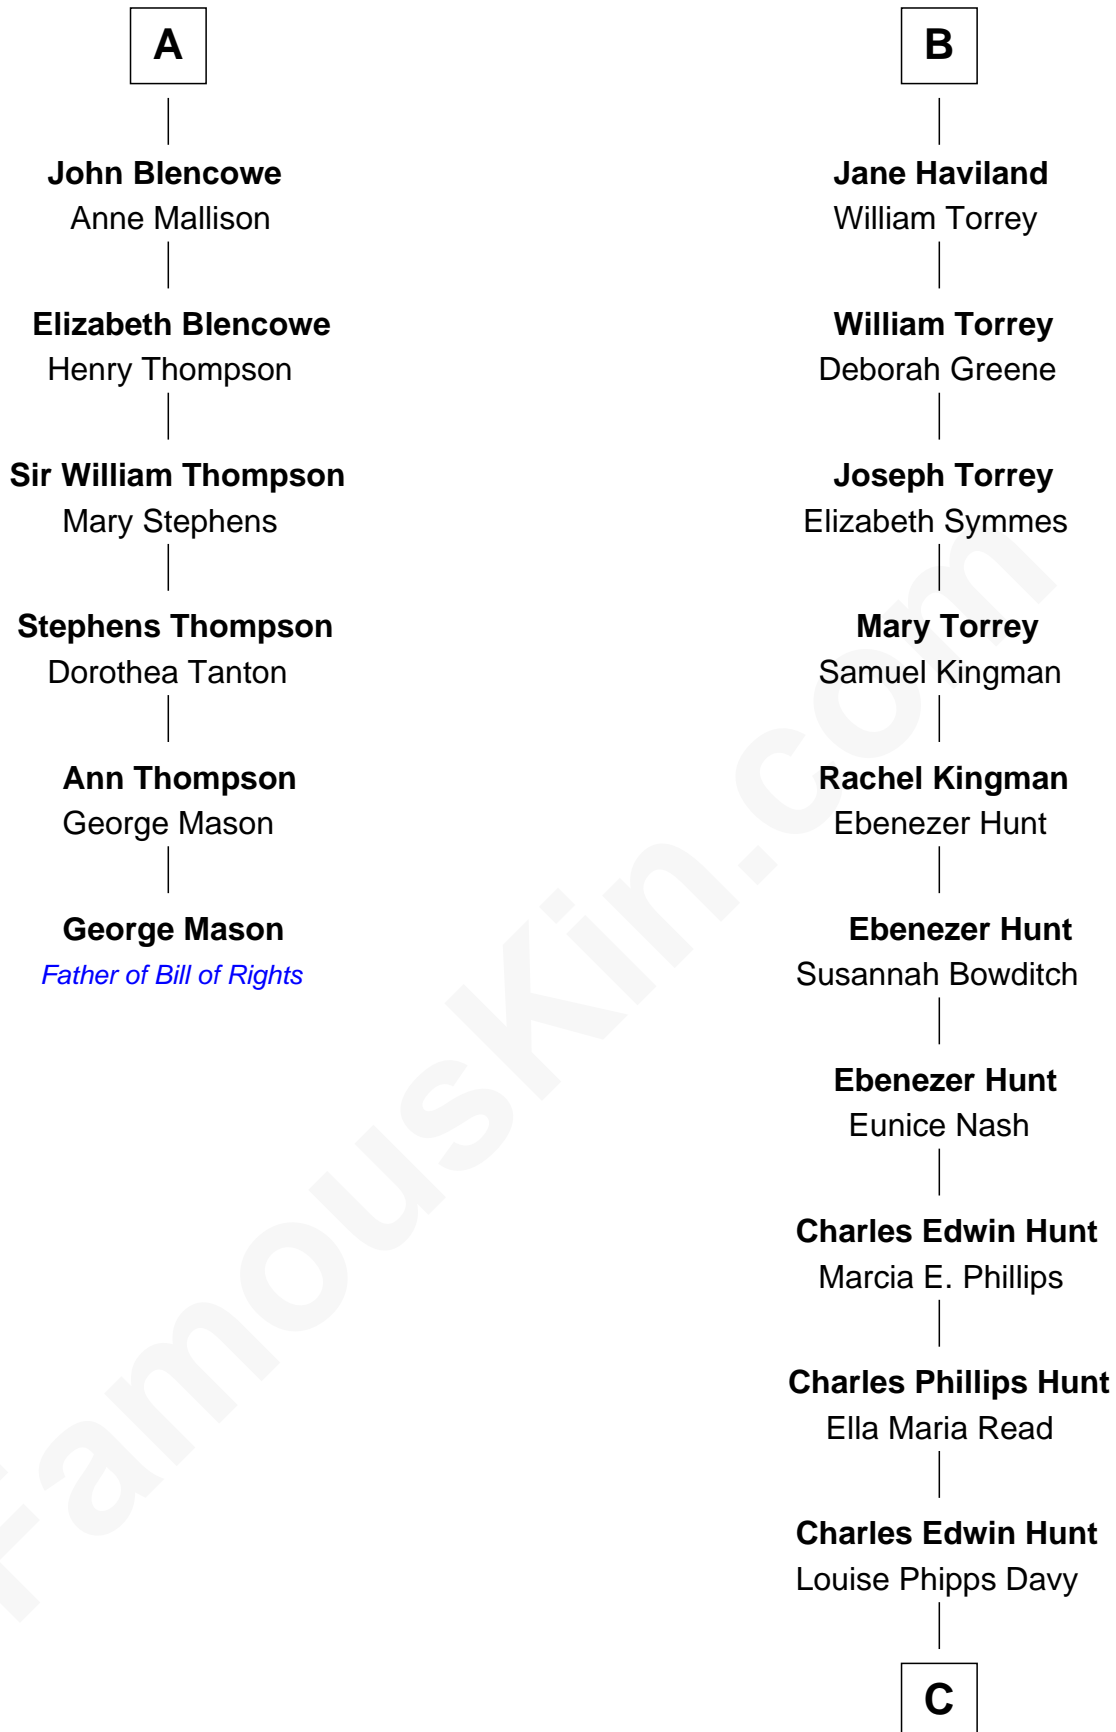 A
John Blencowe
Anne Mallison
Elizabeth Blencowe
Henry Thompson
Sir William Thompson
Mary Stephens
Stephens Thompson
Dorothea Tanton
Ann Thompson
George Mason
George Mason
Father of Bill of Rights
B
Jane Haviland
William Torrey
William Torrey
Deborah Greene
Joseph Torrey
Elizabeth Symmes
Mary Torrey
Samuel Kingman
Rachel Kingman
Ebenezer Hunt
Ebenezer Hunt
Susannah Bowditch
Ebenezer Hunt
Eunice Nash
Charles Edwin Hunt
Marcia E. Phillips
Charles Phillips Hunt
Ella Maria Read
Charles Edwin Hunt
Louise Phipps Davy
C
FamousKin.com